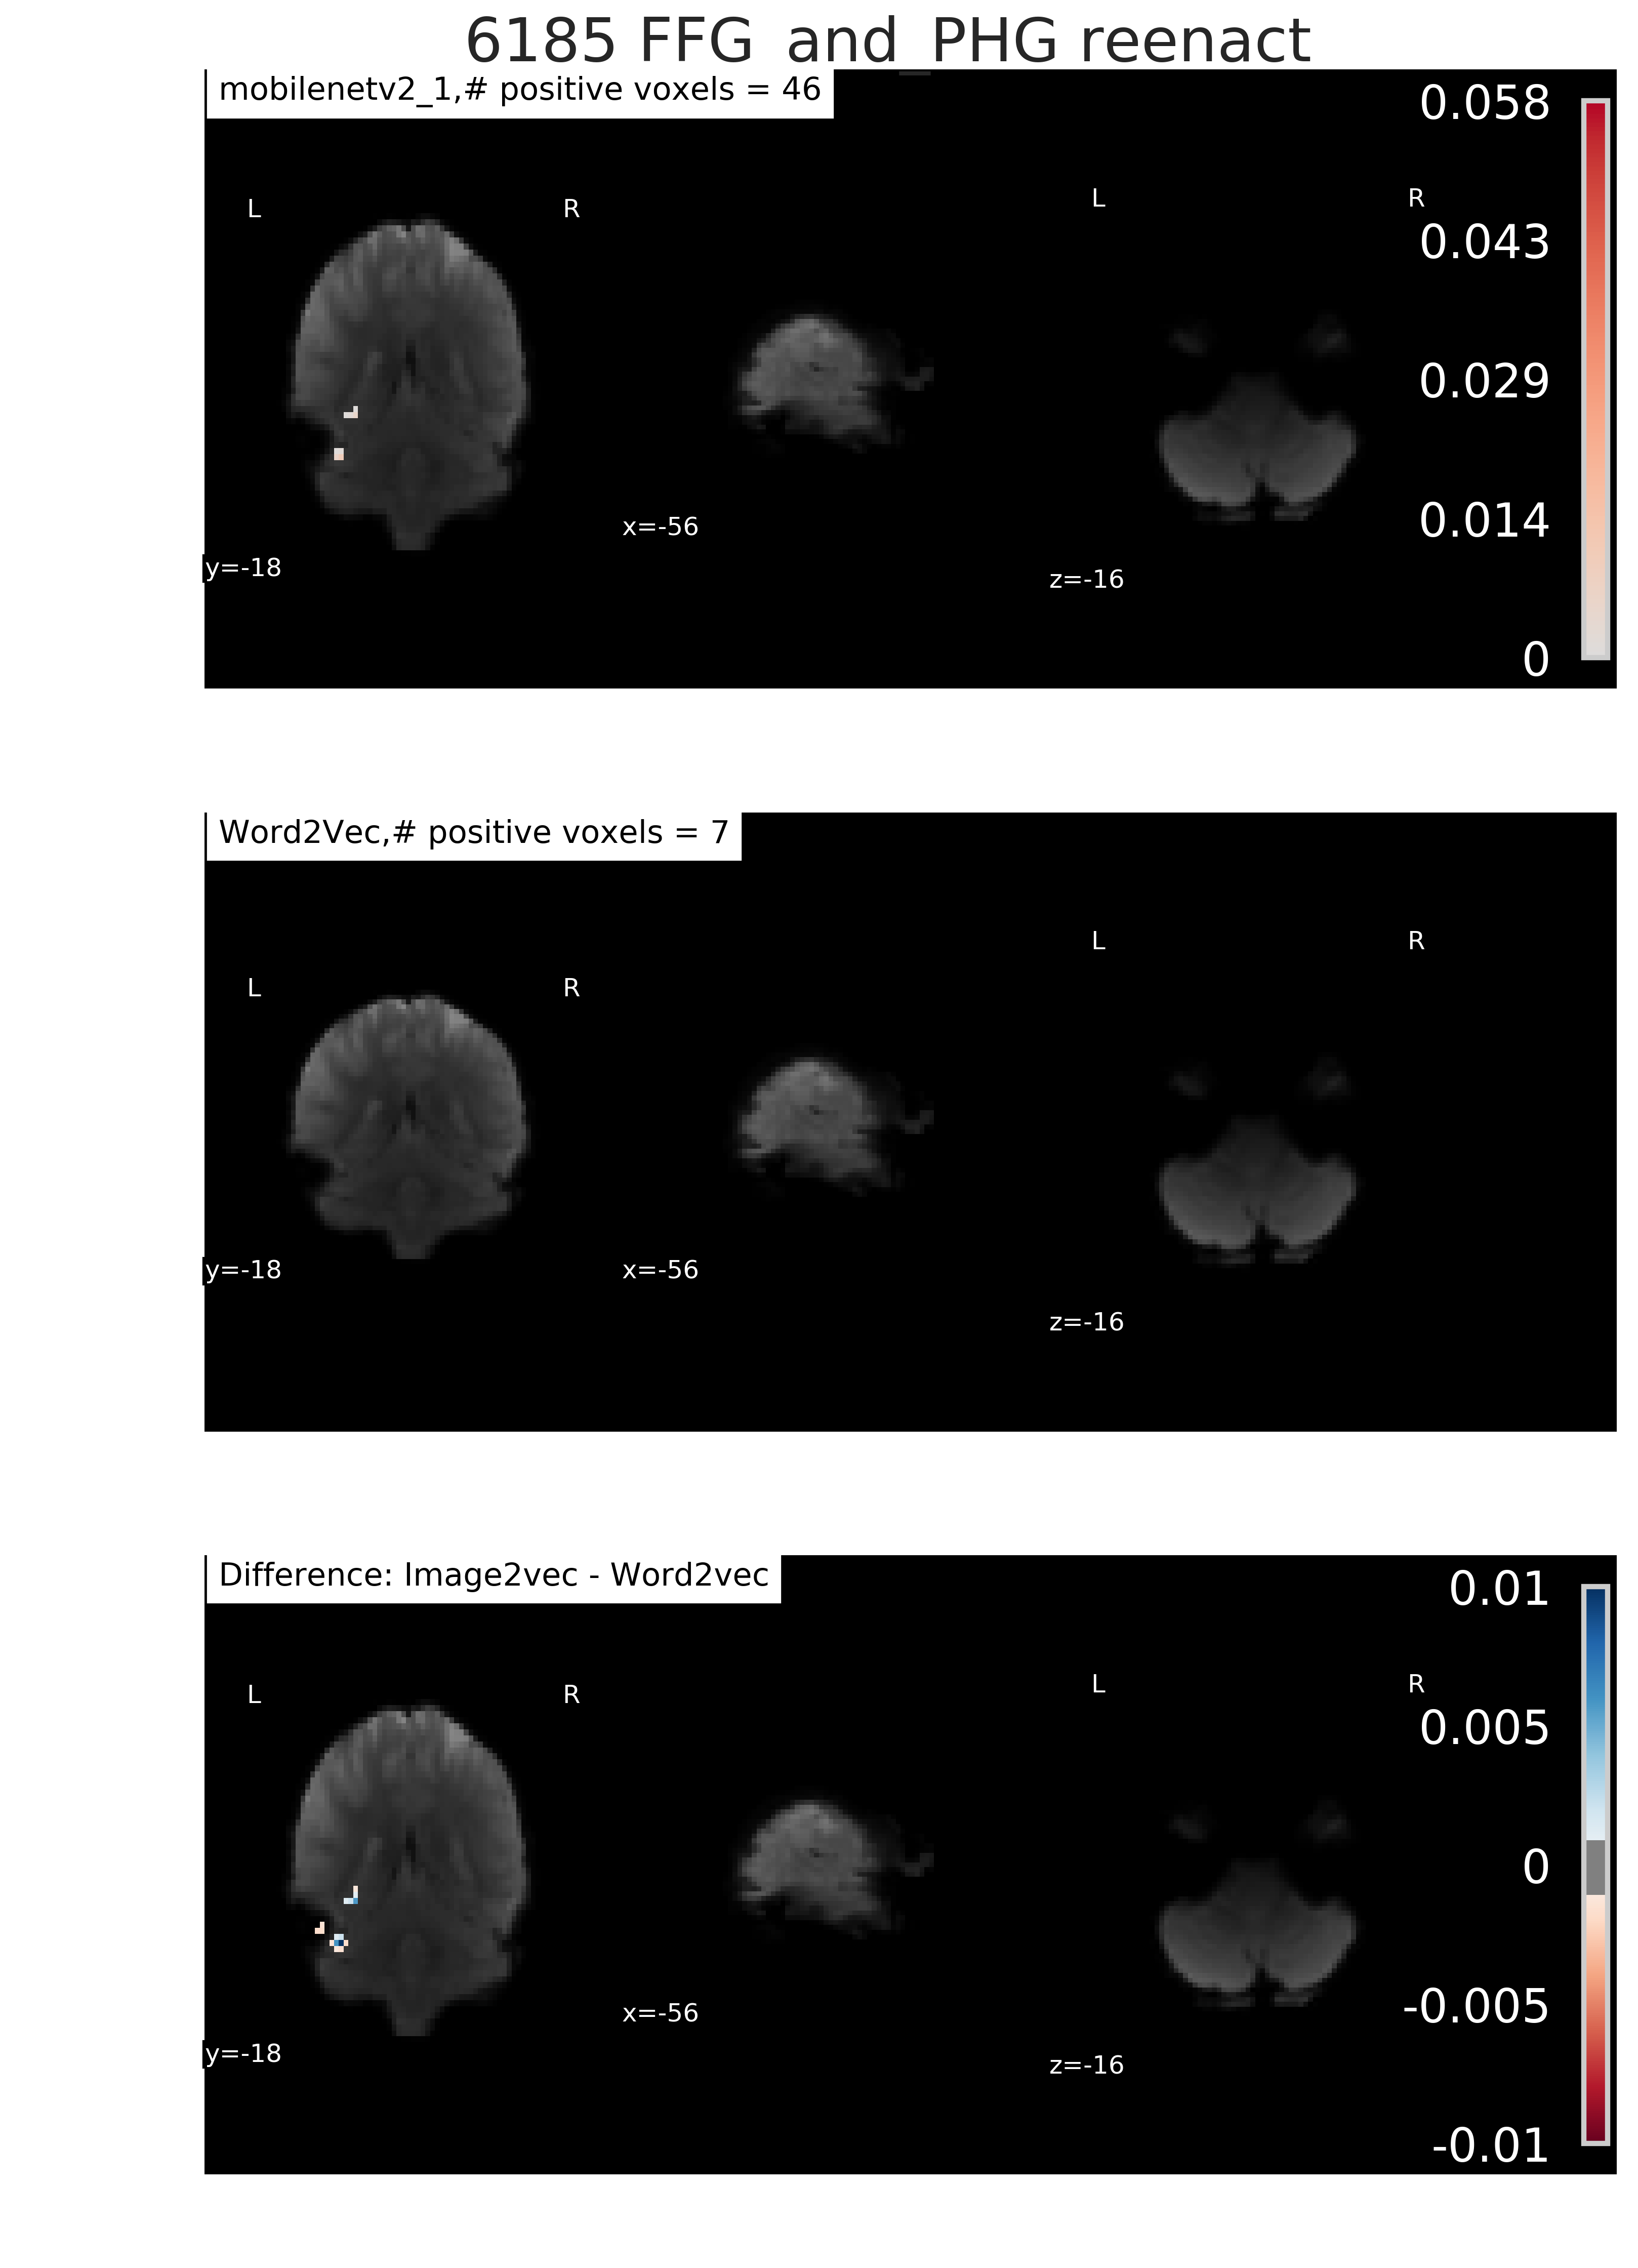 6185 FFG_and_PHG reenact
mobilenetv2_1,# positive voxels = 46
0.058
L R L R
0.043
0.029
0.014
x=-56
y=-18
z=-16
0
Word2Vec,# positive voxels = 7
L R
L R
y=-18 x=-56
z=-16
Difference: Image2vec - Word2vec
0.01
L R L R
0.005
0
-0.005
x=-56
y=-18
z=-16
-0.01